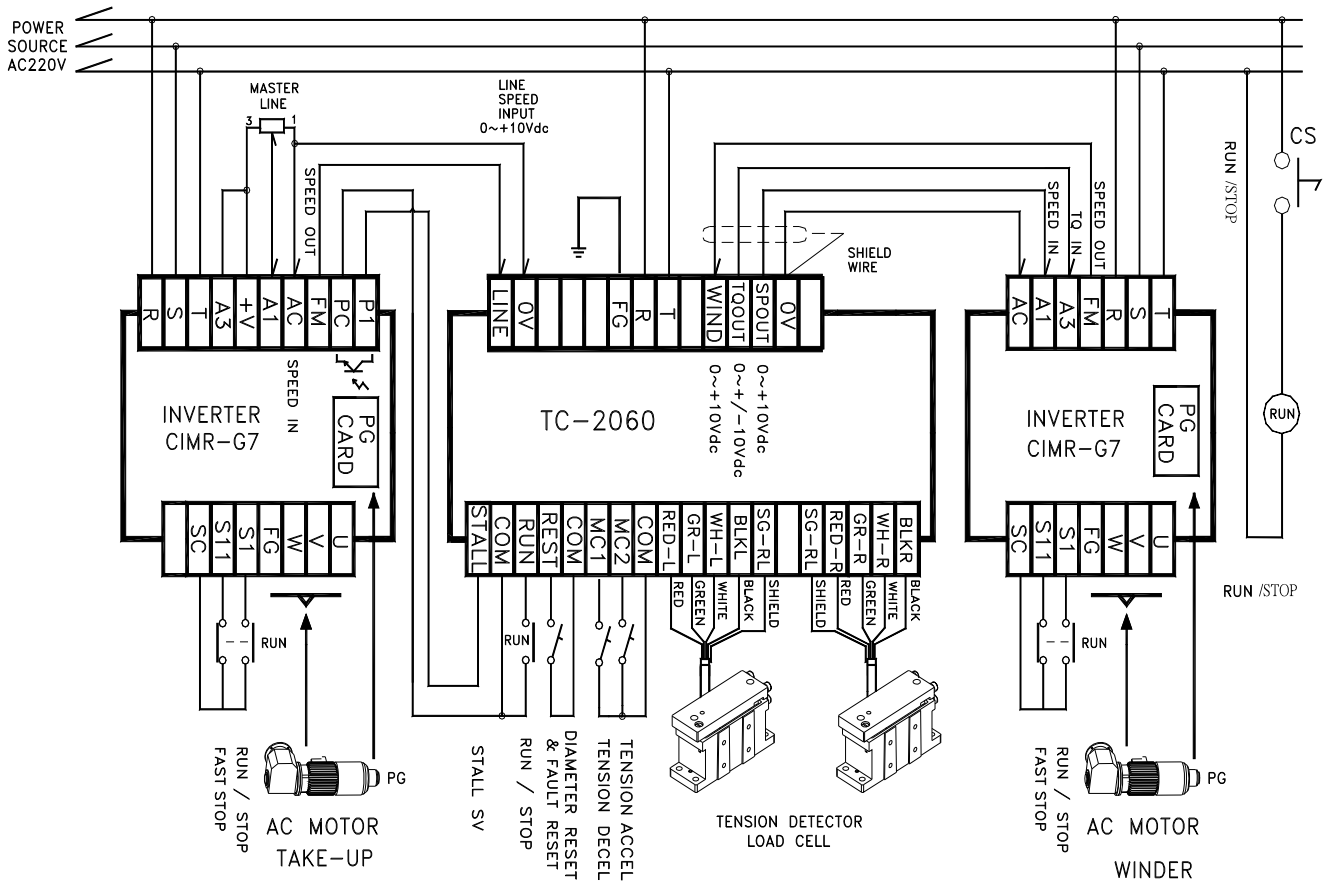 POWER
SOURCE
AC220V
MASTER
LINE
3 1
LINE
SPEED
INPUT
0~+10Vdc
SPEED OUT
SHIELD
WIRE
SPEED IN
TQ IN
SPEED OUT
RUN /STOP
CS
R S T A3 +V A1 AC FM PC P1
LINE 0V FG R T WIND TQOUT SPOUT 0V
AC A1 A3 FM R S T
SPEED IN
INVERTER
CIMR-G7
PG
CARD
TC-2060
0~+10Vdc
0~+/-10Vdc
0~+10Vdc
INVERTER
CIMR-G7
PG
CARD
RUN
SC S11 S1 FG W V U
STALL COM RUN REST COM MC1 MC2 COM RED-L GR-L WH-L BLKL SG-RL SG-RL RED-R GR-R WH-R BLKR
SC S11 S1 FG W V U
RED GREEN WHITE BLACK SHIELD
SHIELD RED GREEN WHITE BLACK
RUN /STOP
RUN
RUN
RUN
RUN / STOP
FAST STOP
PG
AC MOTOR
TAKE-UP
STALL SV
RUN / STOP
DIAMETER RESET
& FAULT RESET
TENSION DECEL
TENSION ACCEL
TENSION DETECTOR
LOAD CELL
RUN / STOP
FAST STOP
PG
AC MOTOR
WINDER